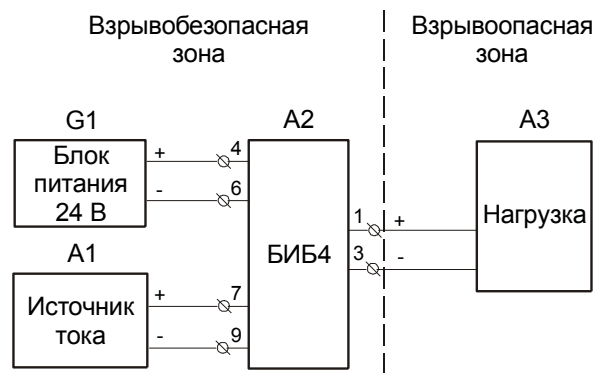 Взрывобезопасная
зона
Взрывоопасная
зона
G1
A2
A3
Блок
питания
24 В
+
-
4
6
A1
Источник
тока
+
-
7
9
БИБ4
1
3
+
-
Нагрузка